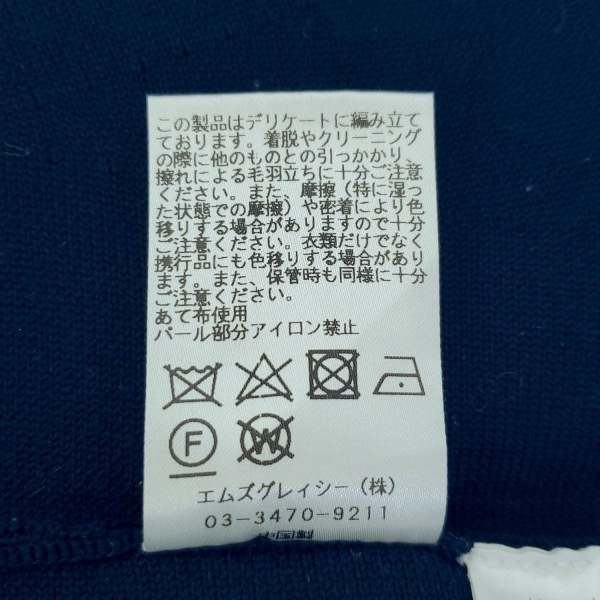 この製品はデリケートに編み立て
ております。着脱やクリーニング
の際に他のものとの引っかかり、
擦れによる毛羽立ちに十分ご注意
ください。また、摩擦（特に湿っ
た状態での摩擦）や密着により色
移りする場合がありますので十分
ご注意ください。衣類だけでなく
携行品にも色移りする場合があり
ます。また、保管時も同様に十分
ご注意ください。
あて布使用
パール部分アイロン禁止
F
W
エムズグレイシー（株）
03-3470-9211